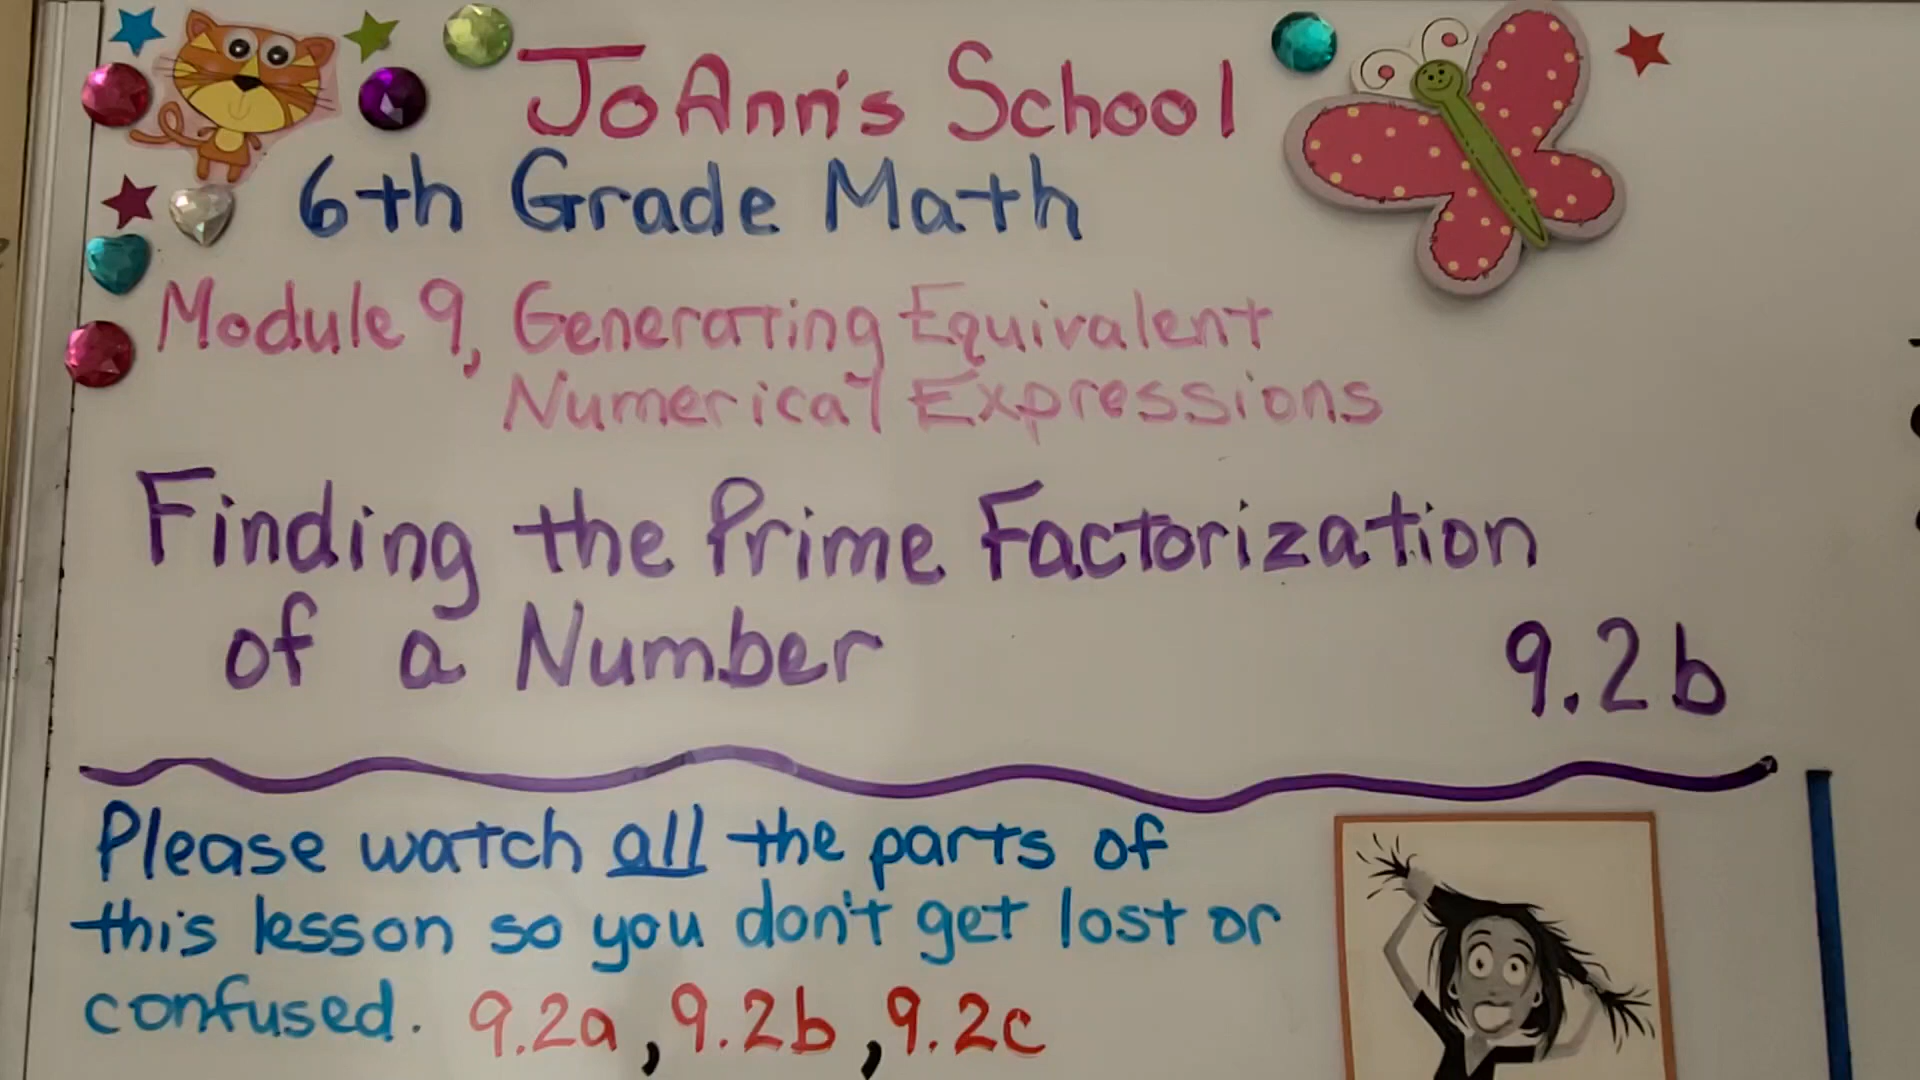 JoAnn's School
6th Grade Math
Module 9, Generating Equivalent
Numerical Expressions
Finding the Prime Factorization
of a Number
9.2b
Please watch all the parts of
this lesson so you don't get lost or
confused. 9.2a, 9.2b, 9.2c